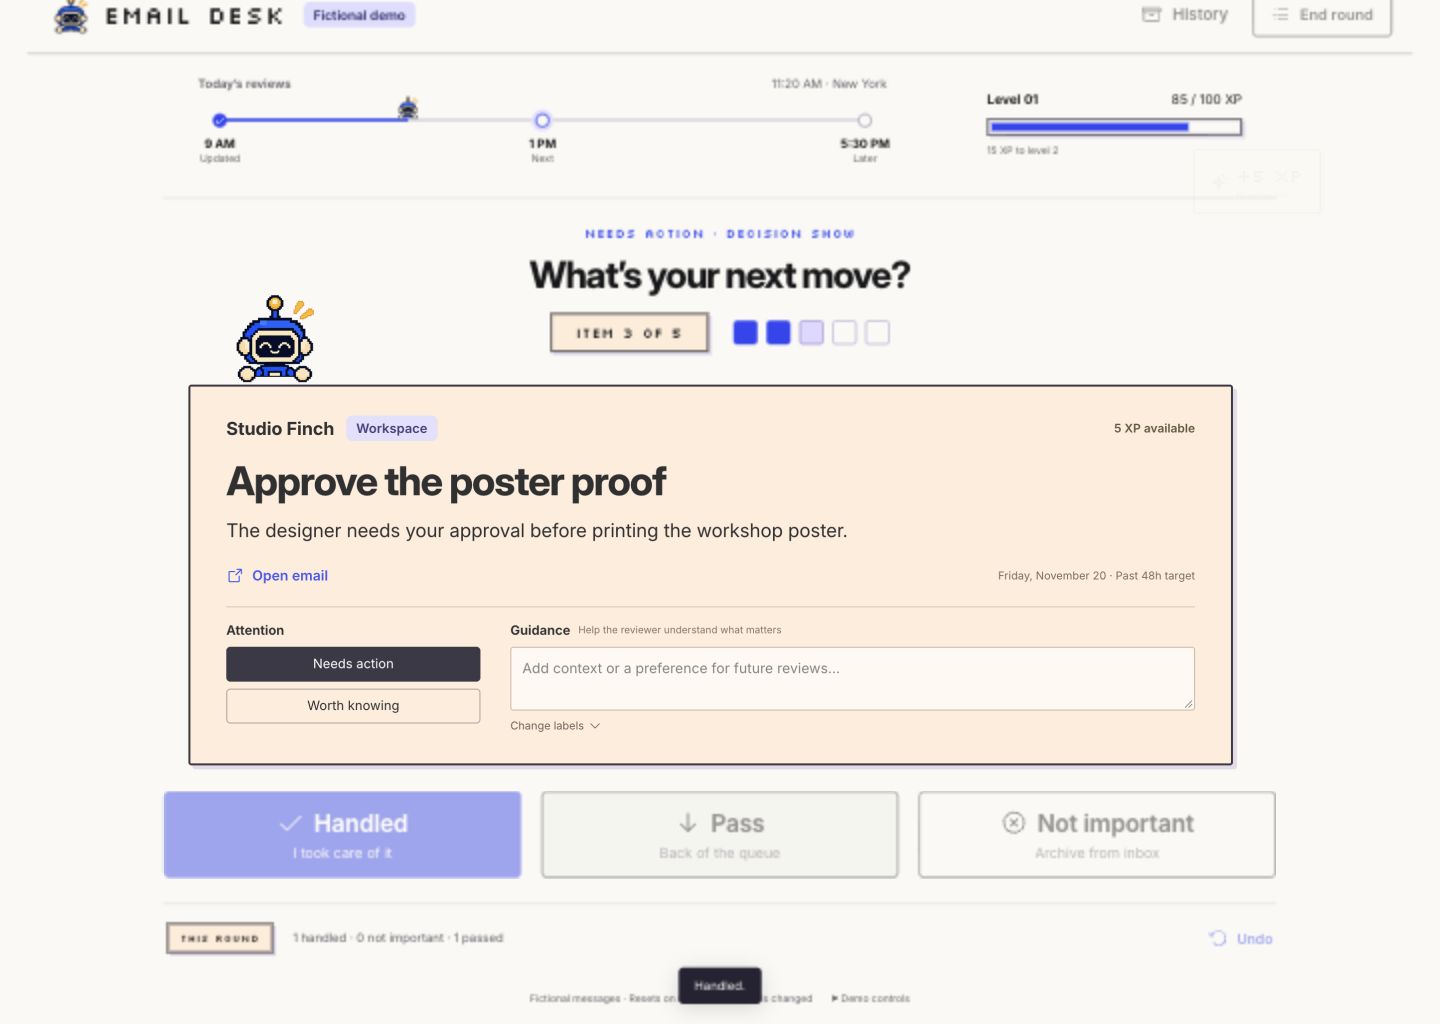 EMAIL DESK
Fictional demo
History
End round
Today's reviews
11:20 AM · New York
9 AM
Updated
1 PM
Next
5:30 PM
Later
Level 01
85 / 100 XP
15 XP to level 2
+5 XP
NEEDS ACTION · DECISION SHOW
What's your next move?
ITEM 3 OF 5
Studio Finch
Workspace
5 XP available
Approve the poster proof
The designer needs your approval before printing the workshop poster.
Open email
Friday, November 20 · Past 48h target
Attention
Guidance
Help the reviewer understand what matters
Needs action
Worth knowing
Add context or a preference for future reviews...
Change labels
Handled
I took care of it
Pass
Back of the queue
Not important
Archive from inbox
THIS ROUND
1 handled · 0 not important · 1 passed
Undo
Handled.
Fictional messages · Resets on
changed
Demo controls